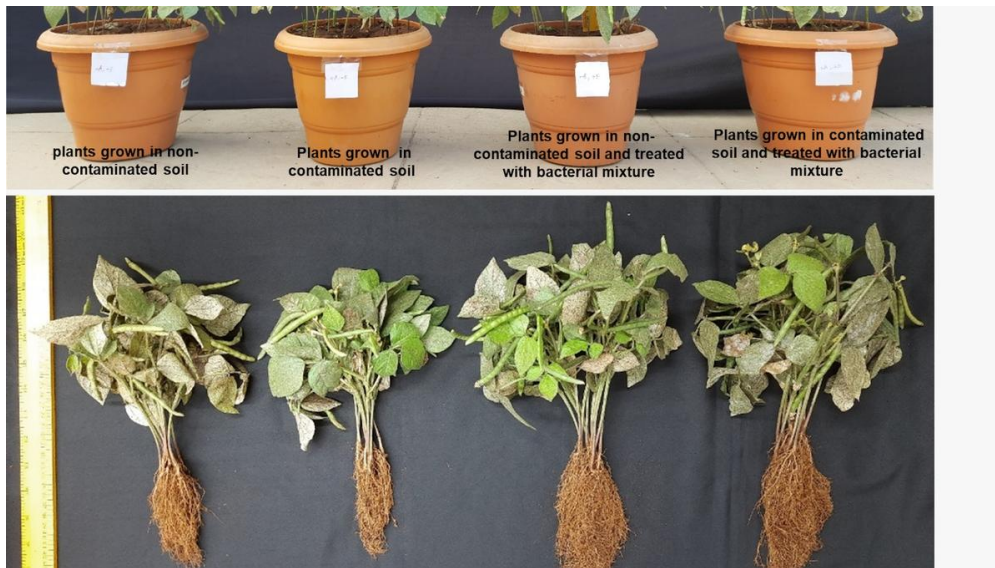 plants grown in non-
contaminated soil
Plants grown in
contaminated soil
Plants grown in non-
contaminated soil and treated
with bacterial mixture
Plants grown in contaminated
soil and treated with bacterial
mixture